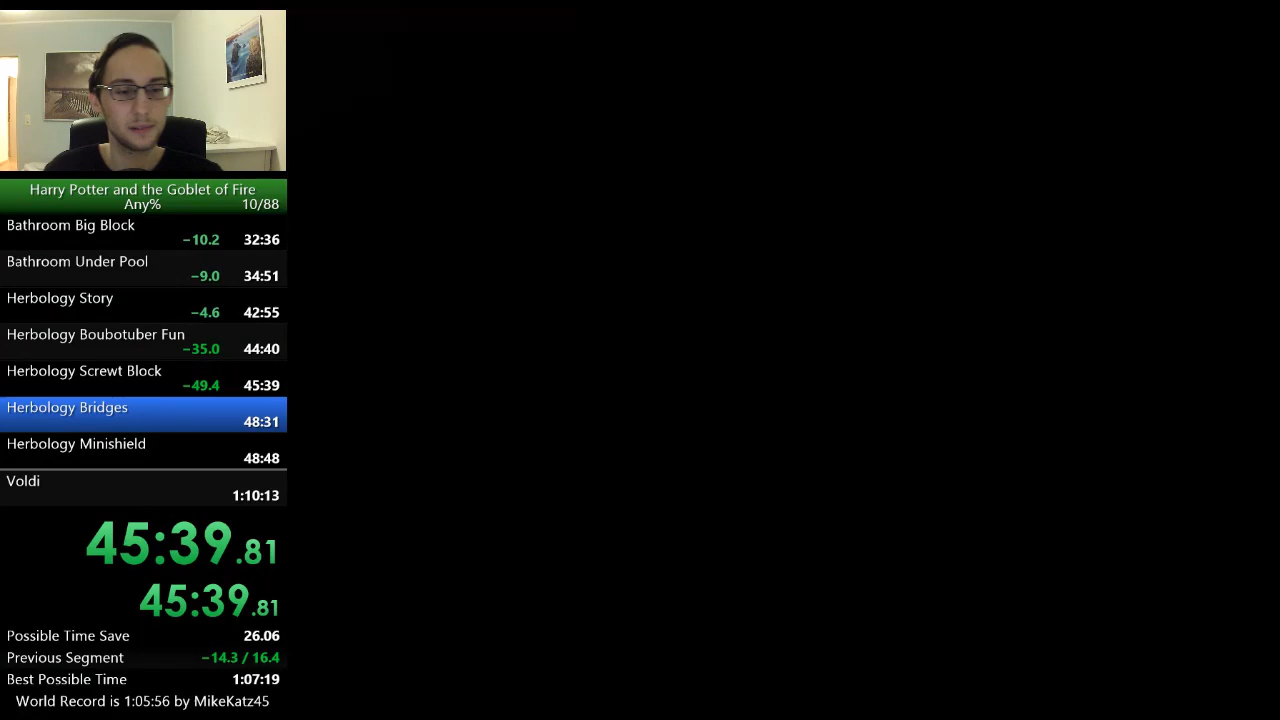 Harry Potter and the Goblet of Fire
Any% 10/88
Bathroom Big Block
-10.2 32:36
Bathroom Under Pool
-9.0 34:51
Herbology Story
-4.6 42:55
Herbology Boubotuber Fun
-35.0 44:40
Herbology Screwt Block
-49.4 45:39
Herbology Bridges
48:31
Herbology Minishield
48:48
Voldi
1:10:13
45:39.81
45:39.81
Possible Time Save 26.06
Previous Segment -14.3 / 16.4
Best Possible Time 1:07:19
World Record is 1:05:56 by MikeKatz45